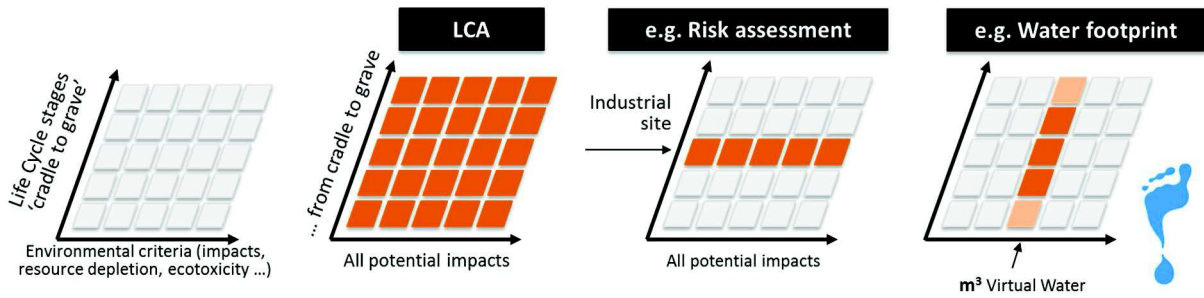 LCA
e.g. Risk assessment
e.g. Water footprint
Life Cycle stages
‘cradle to grave’
Environmental criteria (impacts,
resource depletion, ecotoxicity ...)
... from cradle to grave
All potential impacts
Industrial
site
All potential impacts
m³ Virtual Water